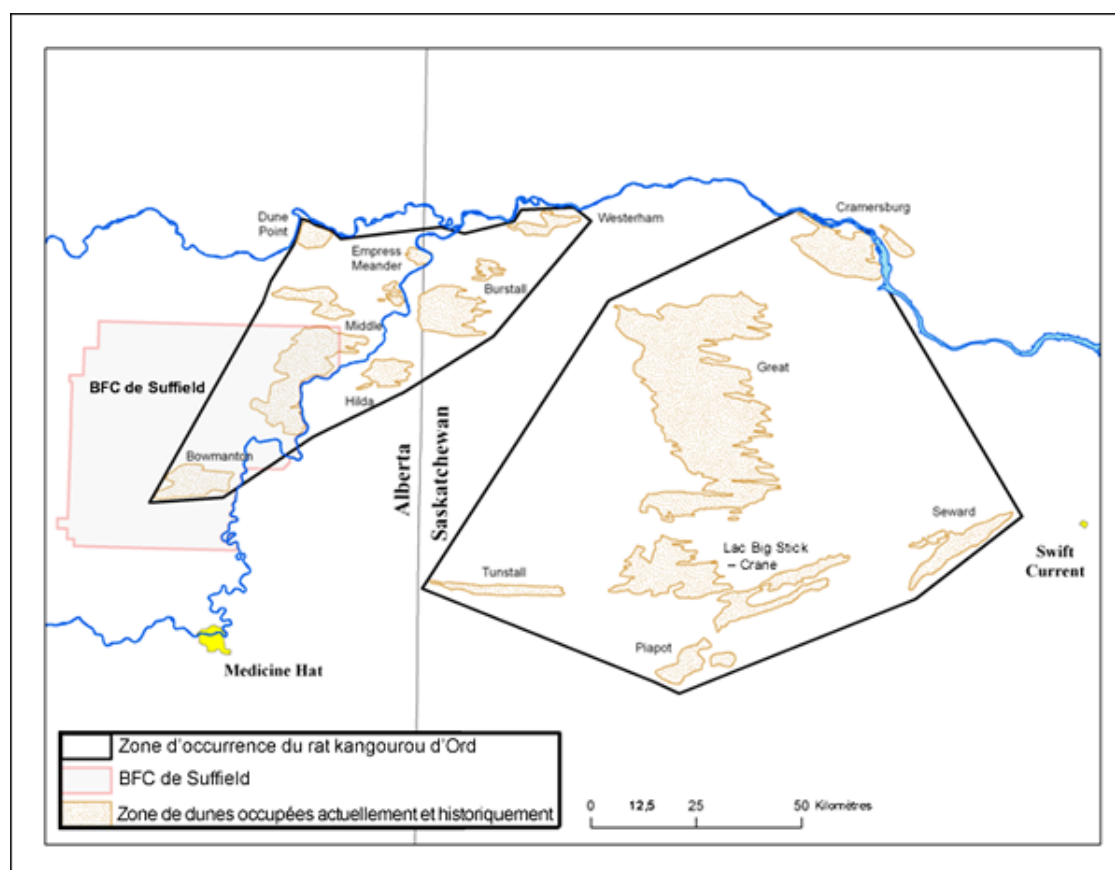 Dune
Point
Westerham
Cramersburg
Empress
Meander
Burstall
Middle
BFC de Suffield
Great
Hilda
Bowmanton
Alberta
Saskatchewan
Seward
Lac Big Stick
– Crane
Tunstall
Swift
Current
Piapot
Medicine Hat
Zone d'occurrence du rat kangourou d'Ord
BFC de Suffield
Zone de dunes occupées actuellement et historiquement
0 12,5 25 50 Kilomètres